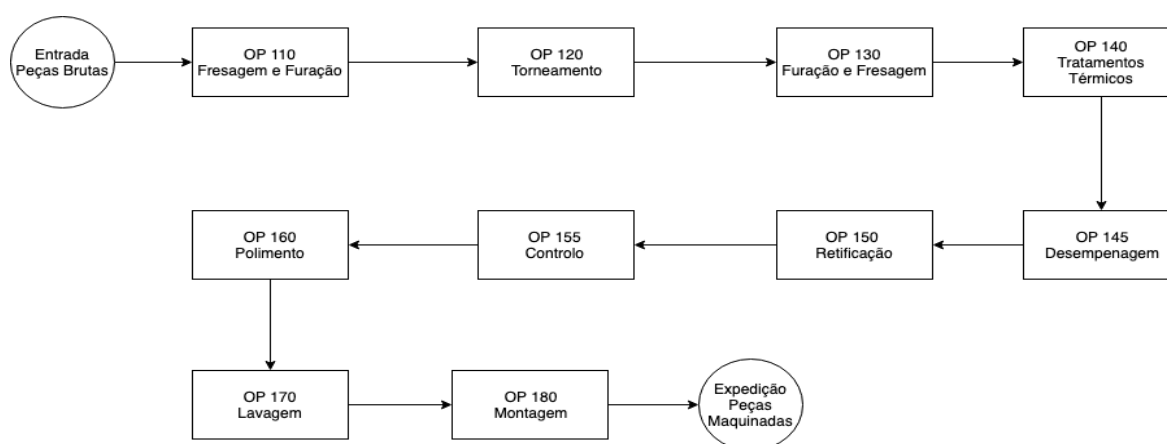 Entrada
Peças Brutas
OP 110
Fresagem e Furação
OP 120
Torneamento
OP 130
Furação e Fresagem
OP 140
Tratamentos
Térmicos
OP 145
Desempenagem
OP 150
Retificação
OP 155
Controlo
OP 160
Polimento
OP 170
Lavagem
OP 180
Montagem
Expedição
Peças
Maquinadas